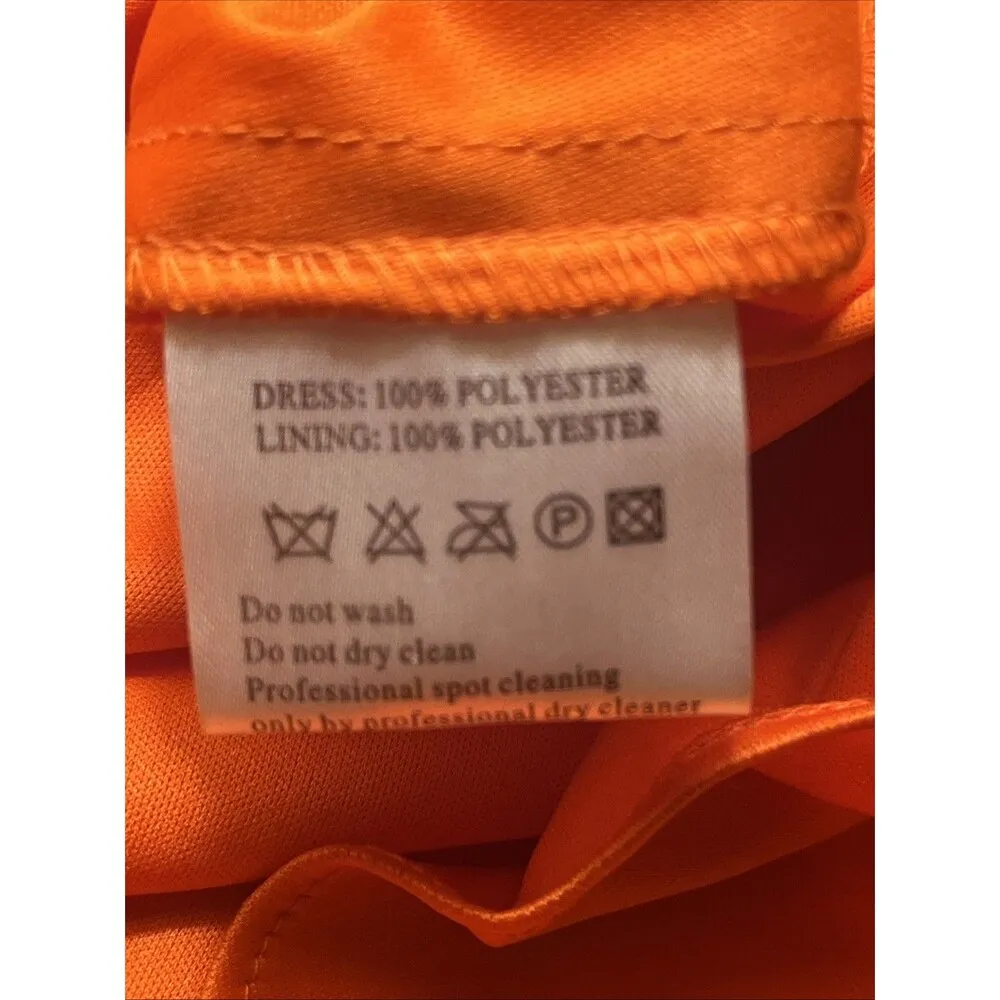 DRESS: 100% POLYESTER
LINING: 100% POLYESTER
P
Do not wash
Do not dry clean
Professional spot cleaning
only by professional dry cleaner